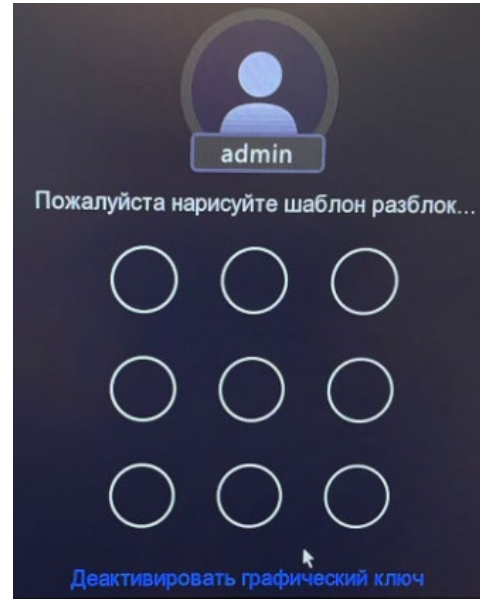 admin
Пожалуйста нарисуйте шаблон разблок...
Деактивировать графический ключ